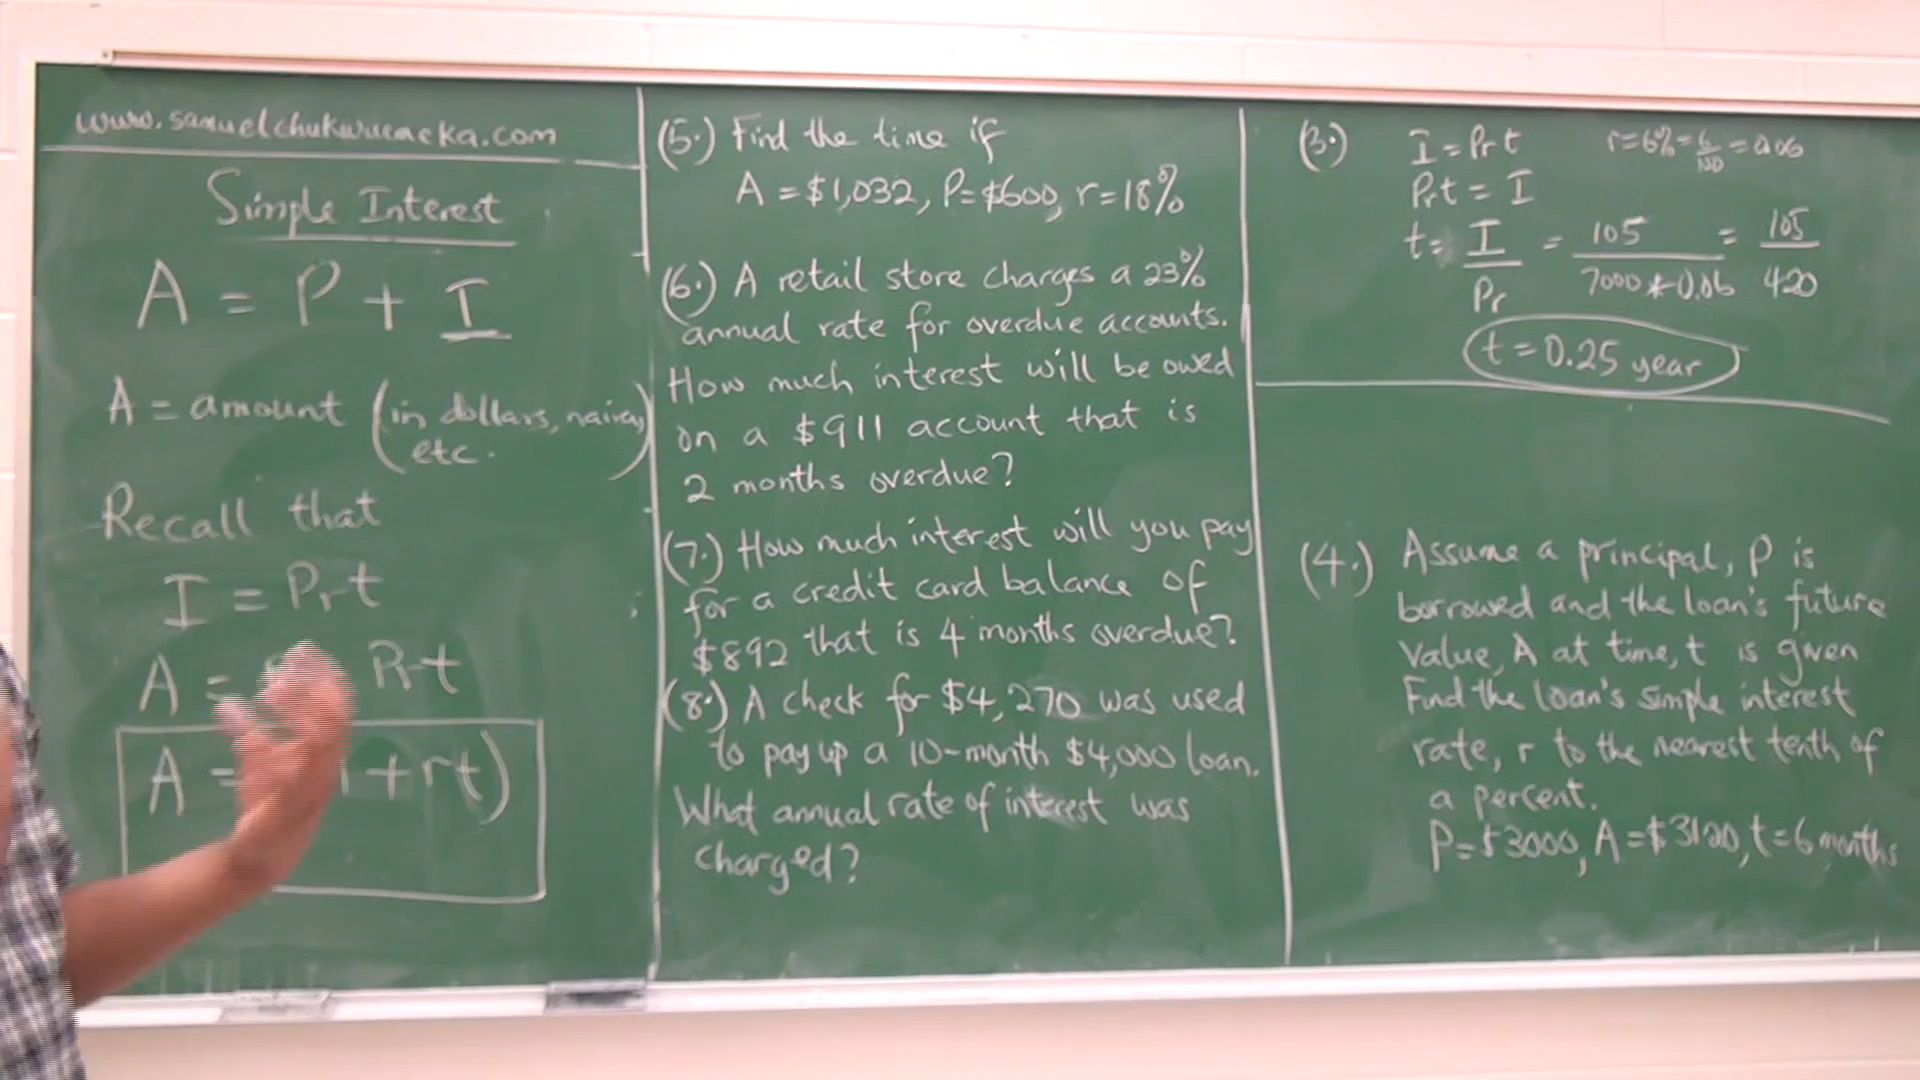 www.samuelchukwuemeka.com
Simple Interest
A = P + I
A = amount (in dollars, naira, etc.
Recall that
I = Prt
A = Prt
A = + rt)
(5.) Find the time if
A = $1,032, P = $600, r = 18%
(6.) A retail store charges a 23%
annual rate for overdue accounts.
How much interest will be owed
on a $911 account that is
2 months overdue?
(7.) How much interest will you pay
for a credit card balance of
$892 that is 4 months overdue?
(8.) A check for $4,270 was used
to pay up a 10-month $4,000 loan.
What annual rate of interest was
charged?
(3.) I = Prt r = 6% = 6/100 = 0.06
Prt = I
t = I/Pr = 105/7000*0.06 = 105/420
t = 0.25 year
(4.) Assume a principal, P is
borrowed and the loan's future
value, A at time, t is given
Find the loan's simple interest
rate, r to the nearest tenth of
a percent.
P = $3000, A = $3120, t = 6 months